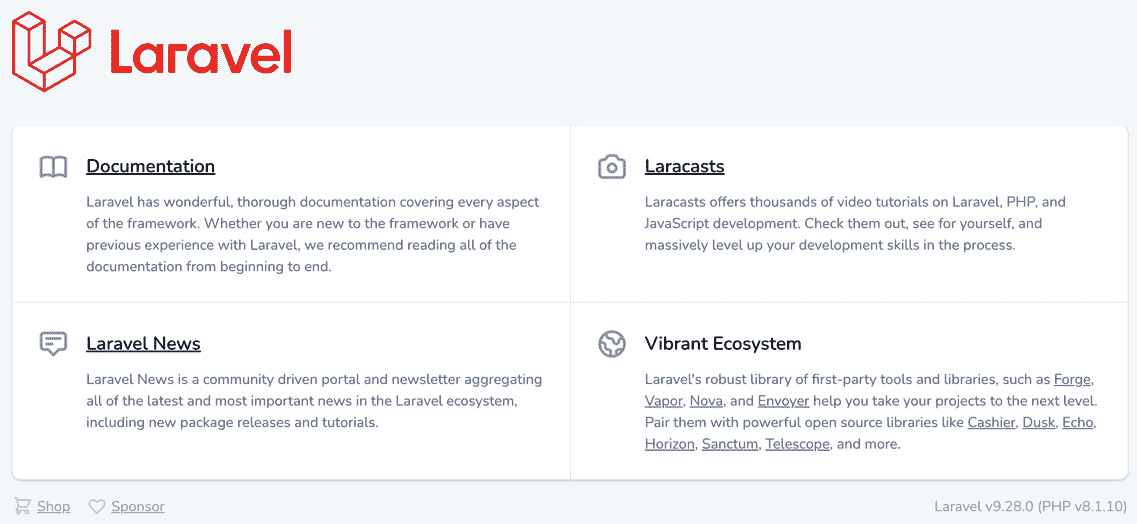 Laravel
Documentation
Laravel has wonderful, thorough documentation covering every aspect
of the framework. Whether you are new to the framework or have
previous experience with Laravel, we recommend reading all of the
documentation from beginning to end.
Laracasts
Laracasts offers thousands of video tutorials on Laravel, PHP, and
JavaScript development. Check them out, see for yourself, and
massively level up your development skills in the process.
Laravel News
Laravel News is a community driven portal and newsletter aggregating
all of the latest and most important news in the Laravel ecosystem,
including new package releases and tutorials.
Vibrant Ecosystem
Laravel's robust library of first-party tools and libraries, such as Forge,
Vapor, Nova, and Envoyer help you take your projects to the next level.
Pair them with powerful open source libraries like Cashier, Dusk, Echo,
Horizon, Sanctum, Telescope, and more.
Shop
Sponsor
Laravel v9.28.0 (PHP v8.1.10)